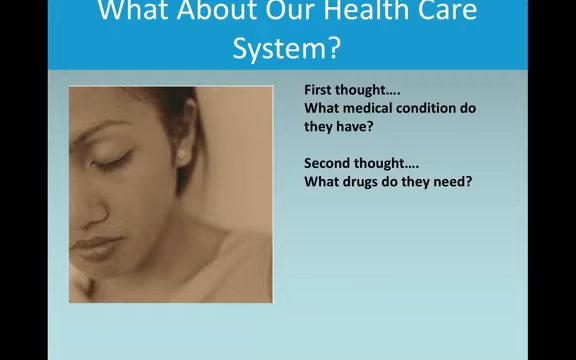 What About Our Health Care
System?
First thought....
What medical condition do
they have?
Second thought....
What drugs do they need?